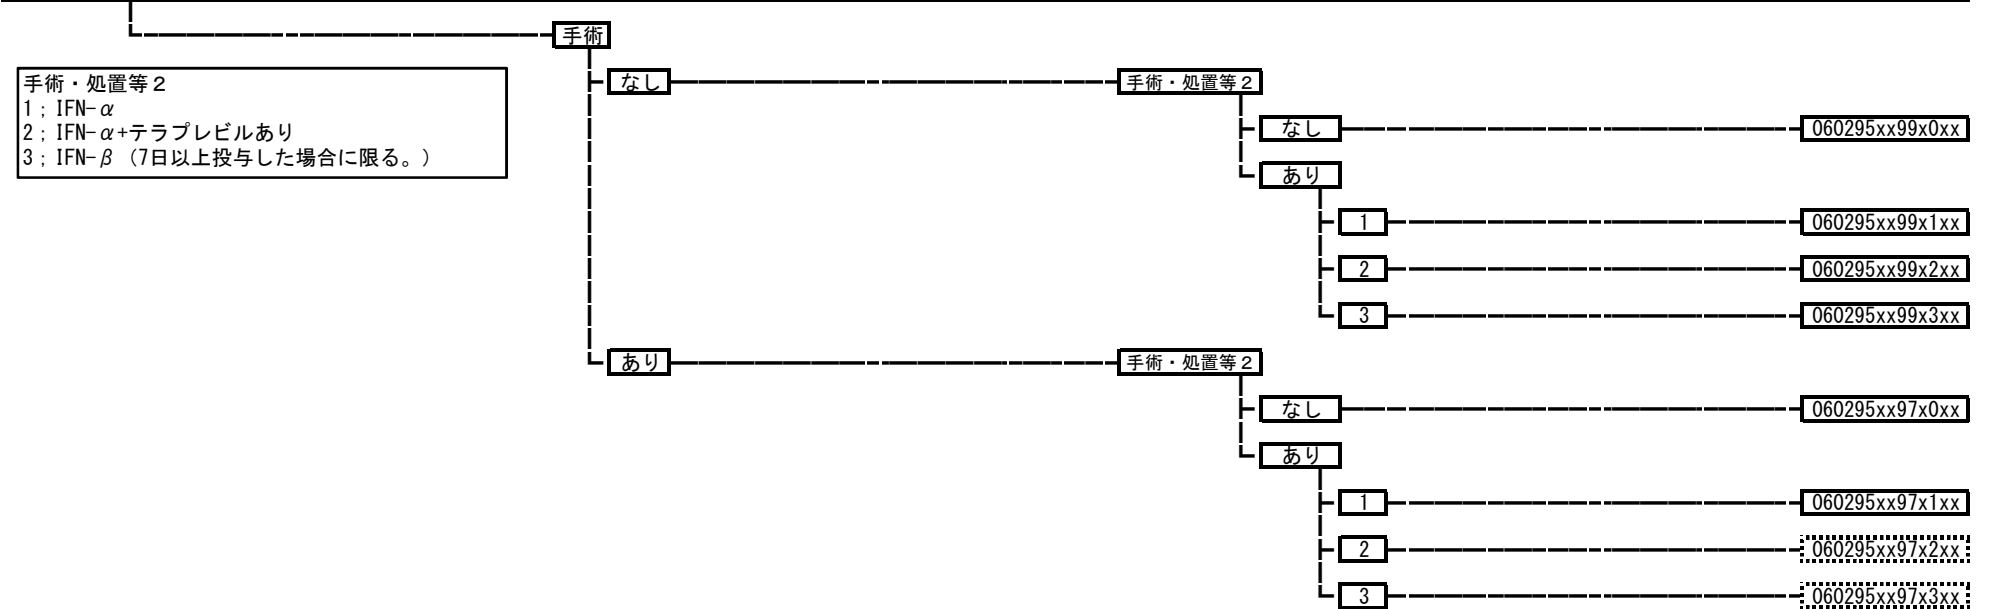 手術
手術・処置等２
1；IFN-α
2；IFN-α+テラプレビルあり
3；IFN-β（7日以上投与した場合に限る。）
なし
手術・処置等２
なし
060295xx99x0xx
あり
1
060295xx99x1xx
2
060295xx99x2xx
3
060295xx99x3xx
あり
手術・処置等２
なし
060295xx97x0xx
あり
1
060295xx97x1xx
2
060295xx97x2xx
3
060295xx97x3xx